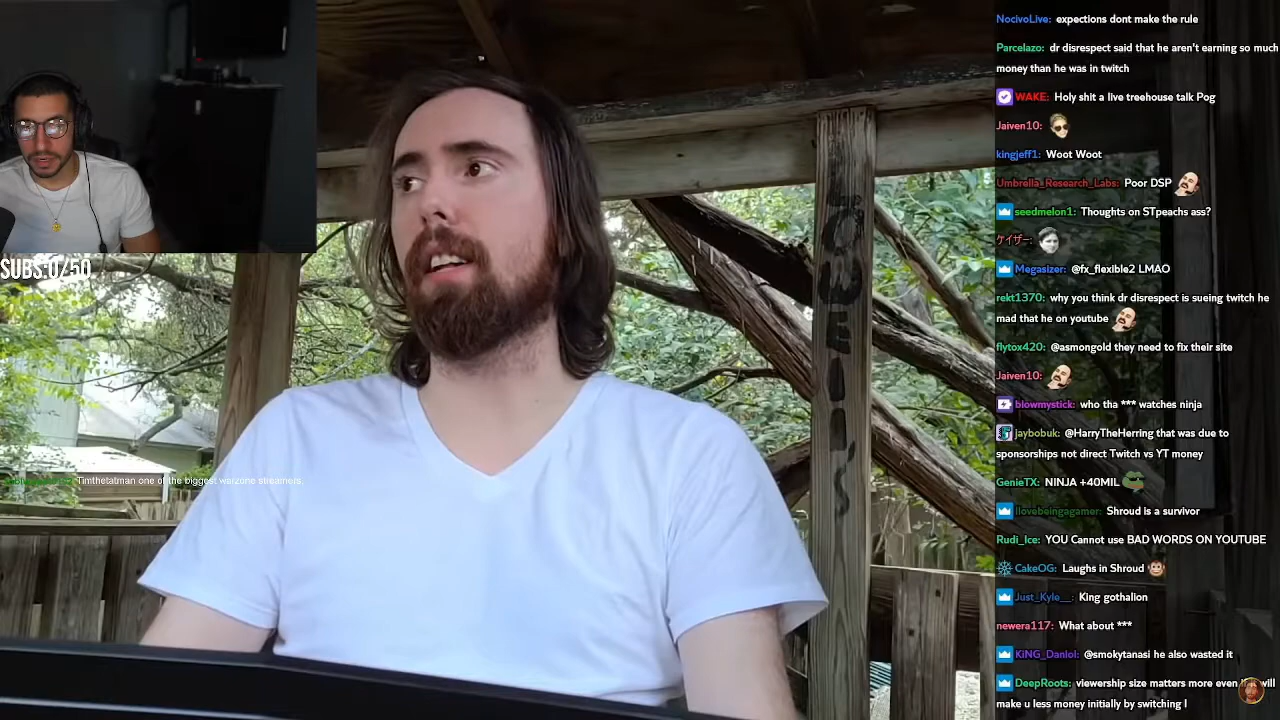 SUBS:0/50
Timthetatman one of the biggest warzone streamers,
NocivoLive: expections dont make the rule
Parcelazo: dr disrespect said that he aren't earning so much
money than he was in twitch
WAKE: Holy shit a live treehouse talk Pog
Jaiven10:
kingjeff1: Woot Woot
Umbrella_Research_Labs: Poor DSP
seedmelon1: Thoughts on STpeachs ass?
ケイザー:
Megasizer: @fx_flexible2 LMAO
rekt1370: why you think dr disrespect is sueing twitch he
mad that he on youtube
flytox420: @asmongold they need to fix their site
Jaiven10:
blowmystick: who tha *** watches ninja
jaybobuk: @HarryTheHerring that was due to
sponsorships not direct Twitch vs YT money
GenieTX: NINJA +40MIL
Ilovebeingagamer: Shroud is a survivor
Rudi_Ice: YOU Cannot use BAD WORDS ON YOUTUBE
CakeOG: Laughs in Shroud
Just_Kyle__: King gothalion
newera117: What about ***
KiNG_Danlol: @smokytanasi he also wasted it
DeepRoots: viewership size matters more even will
make u less money initially by switching I